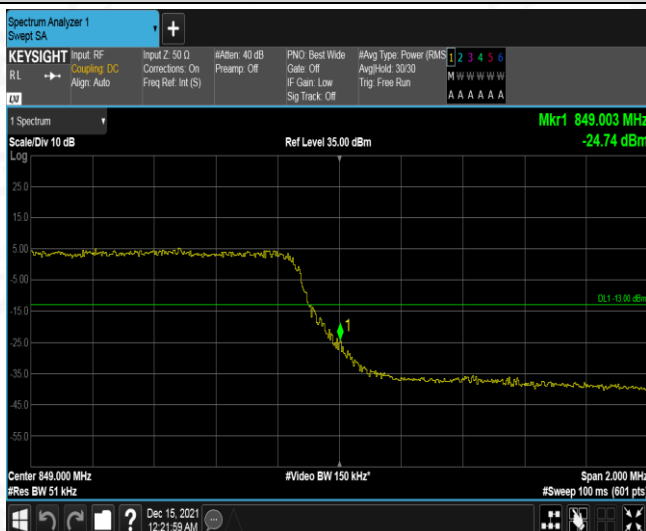 Spectrum Analyzer 1
Swept SA
+
KEYSIGHT
RL
LXI
Input: RF
Coupling: DC
Align: Auto
Input Z: 50 Ω
Corrections: On
Freq Ref: Int (S)
#Atten: 40 dB
Preamp: Off
PNO: Best Wide
Gate: Off
IF Gain: Low
Sig Track: Off
#Avg Type: Power (RMS
Avg|Hold: 30/30
Trig: Free Run
1 2 3 4 5 6
M W W W W W
A A A A A A
1 Spectrum
Scale/Div 10 dB
Ref Level 35.00 dBm
Mkr1 849.003 MHz
-24.74 dBm
Log
25.0
15.0
5.00
-5.00
-15.0
-25.0
-35.0
-45.0
-55.0
DL1 -13.00 dBm
1
Center 849.000 MHz
#Res BW 51 kHz
#Video BW 150 kHz*
Span 2.000 MHz
#Sweep 100 ms (601 pts)
?
Dec 15, 2021
12:21:59 AM